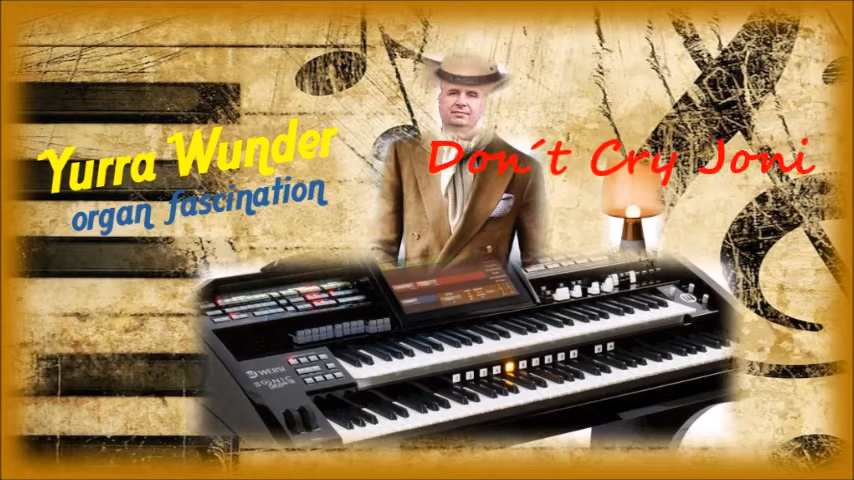 Yurra Wunder
organ fascination
Don´t Cry Joni
WERSI
SONIC